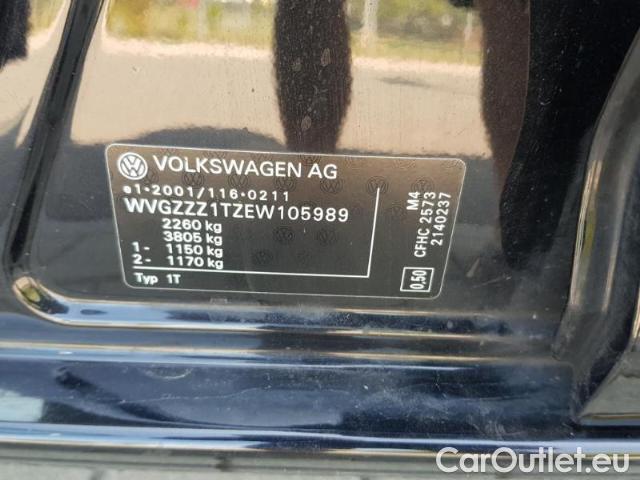 VOLKSWAGEN AG
e1*2001/116*0211
WVGZZZ1TZEW105989
2260 kg
3805 kg
1- 1150 kg
2- 1170 kg
Typ 1T
M4
CFHC 2573
2140237
0,50
CarOutlet.eu